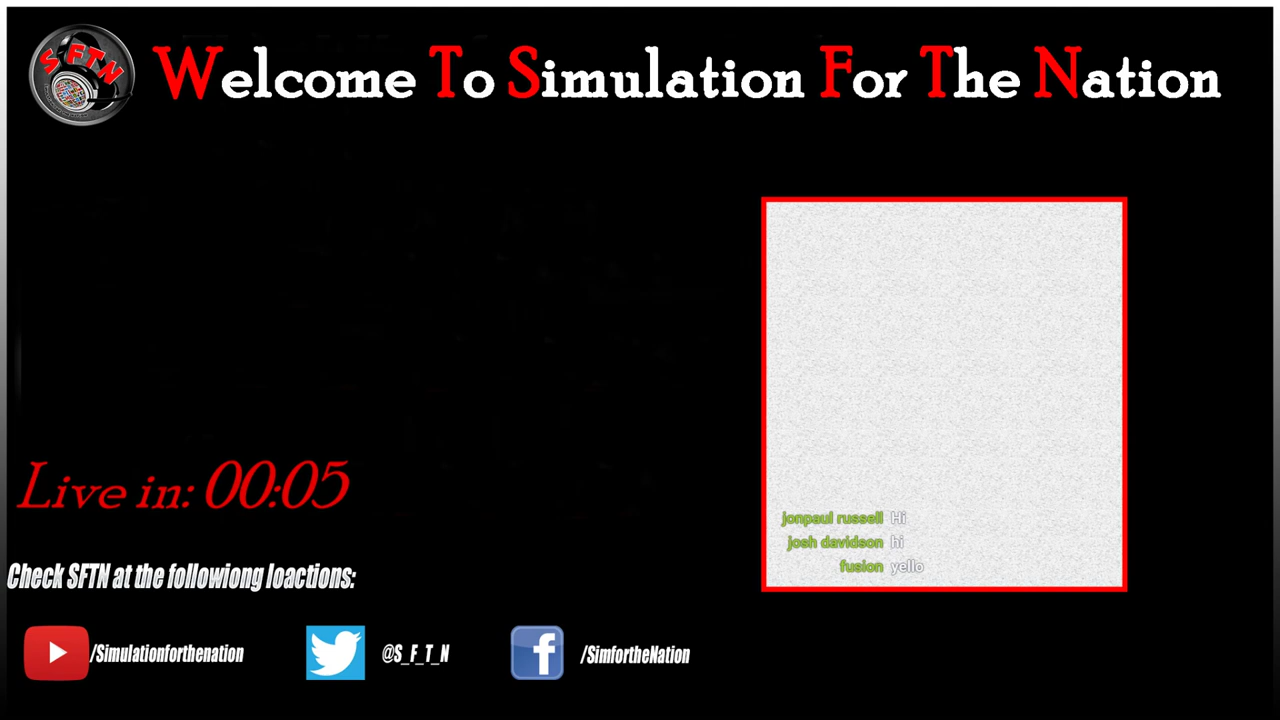 SFTN
Welcome To Simulation For The Nation
Live in: 00:05
jonpaul russell Hi
josh davidson hi
fusion yello
Check SFTN at the followiong loactions:
/Simulationforthenation
@S_F_T_N
/SimfortheNation